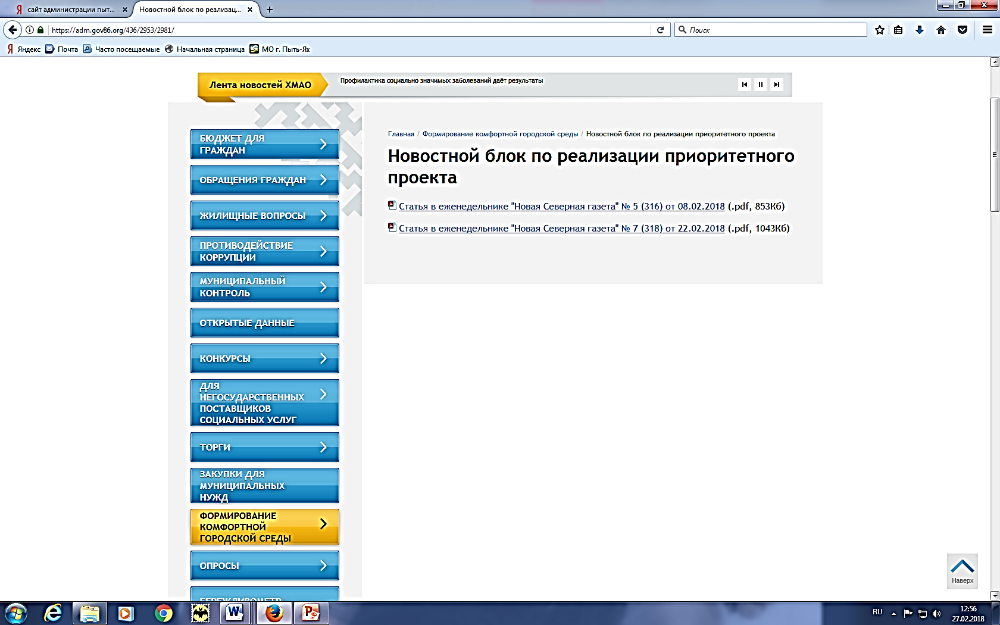 сайт администрации пыт...
Новостной блок по реализац...
https://adm.gov86.org/436/2953/2981/
Поиск
Яндекс
Почта
Часто посещаемые
Начальная страница
МО г. Пыть-Ях
Лента новостей ХМАО
Профилактика социально значимых заболеваний даёт результаты
БЮДЖЕТ ДЛЯ
ГРАЖДАН
ОБРАЩЕНИЯ ГРАЖДАН
ЖИЛИЩНЫЕ ВОПРОСЫ
ПРОТИВОДЕЙСТВИЕ
КОРРУПЦИИ
МУНИЦИПАЛЬНЫЙ
КОНТРОЛЬ
ОТКРЫТЫЕ ДАННЫЕ
КОНКУРСЫ
ДЛЯ
НЕГОСУДАРСТВЕННЫХ
ПОСТАВЩИКОВ
СОЦИАЛЬНЫХ УСЛУГ
ТОРГИ
ЗАКУПКИ ДЛЯ
МУНИЦИПАЛЬНЫХ
НУЖД
ФОРМИРОВАНИЕ
КОМФОРТНОЙ
ГОРОДСКОЙ СРЕДЫ
ОПРОСЫ
БЕРЕЖЛИВОМЕТР
Главная / Формирование комфортной городской среды / Новостной блок по реализации приоритетного проекта
Новостной блок по реализации приоритетного
проекта
Статья в еженедельнике "Новая Северная газета" № 5 (316) от 08.02.2018 (.pdf, 853Кб)
Статья в еженедельнике "Новая Северная газета" № 7 (318) от 22.02.2018 (.pdf, 1043Кб)
Наверх
RU
12:56
27.02.2018